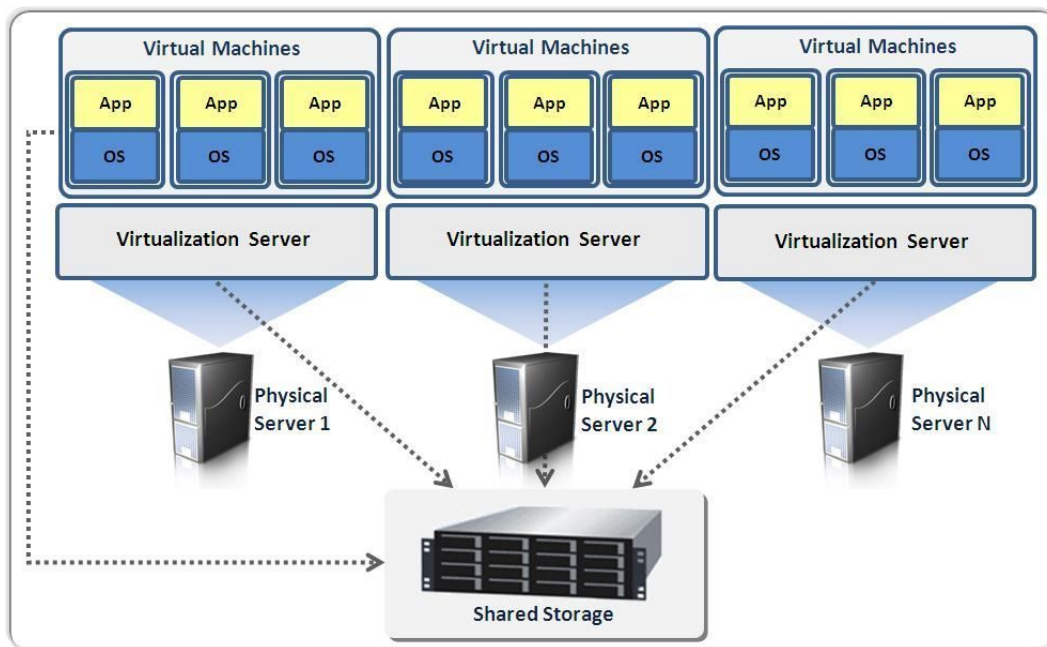 Virtual Machines
Virtual Machines
Virtual Machines
App
App
App
App
App
App
App
App
App
OS
OS
OS
OS
OS
OS
OS
OS
OS
Virtualization Server
Virtualization Server
Virtualization Server
Physical
Server 1
Physical
Server 2
Physical
Server N
Shared Storage